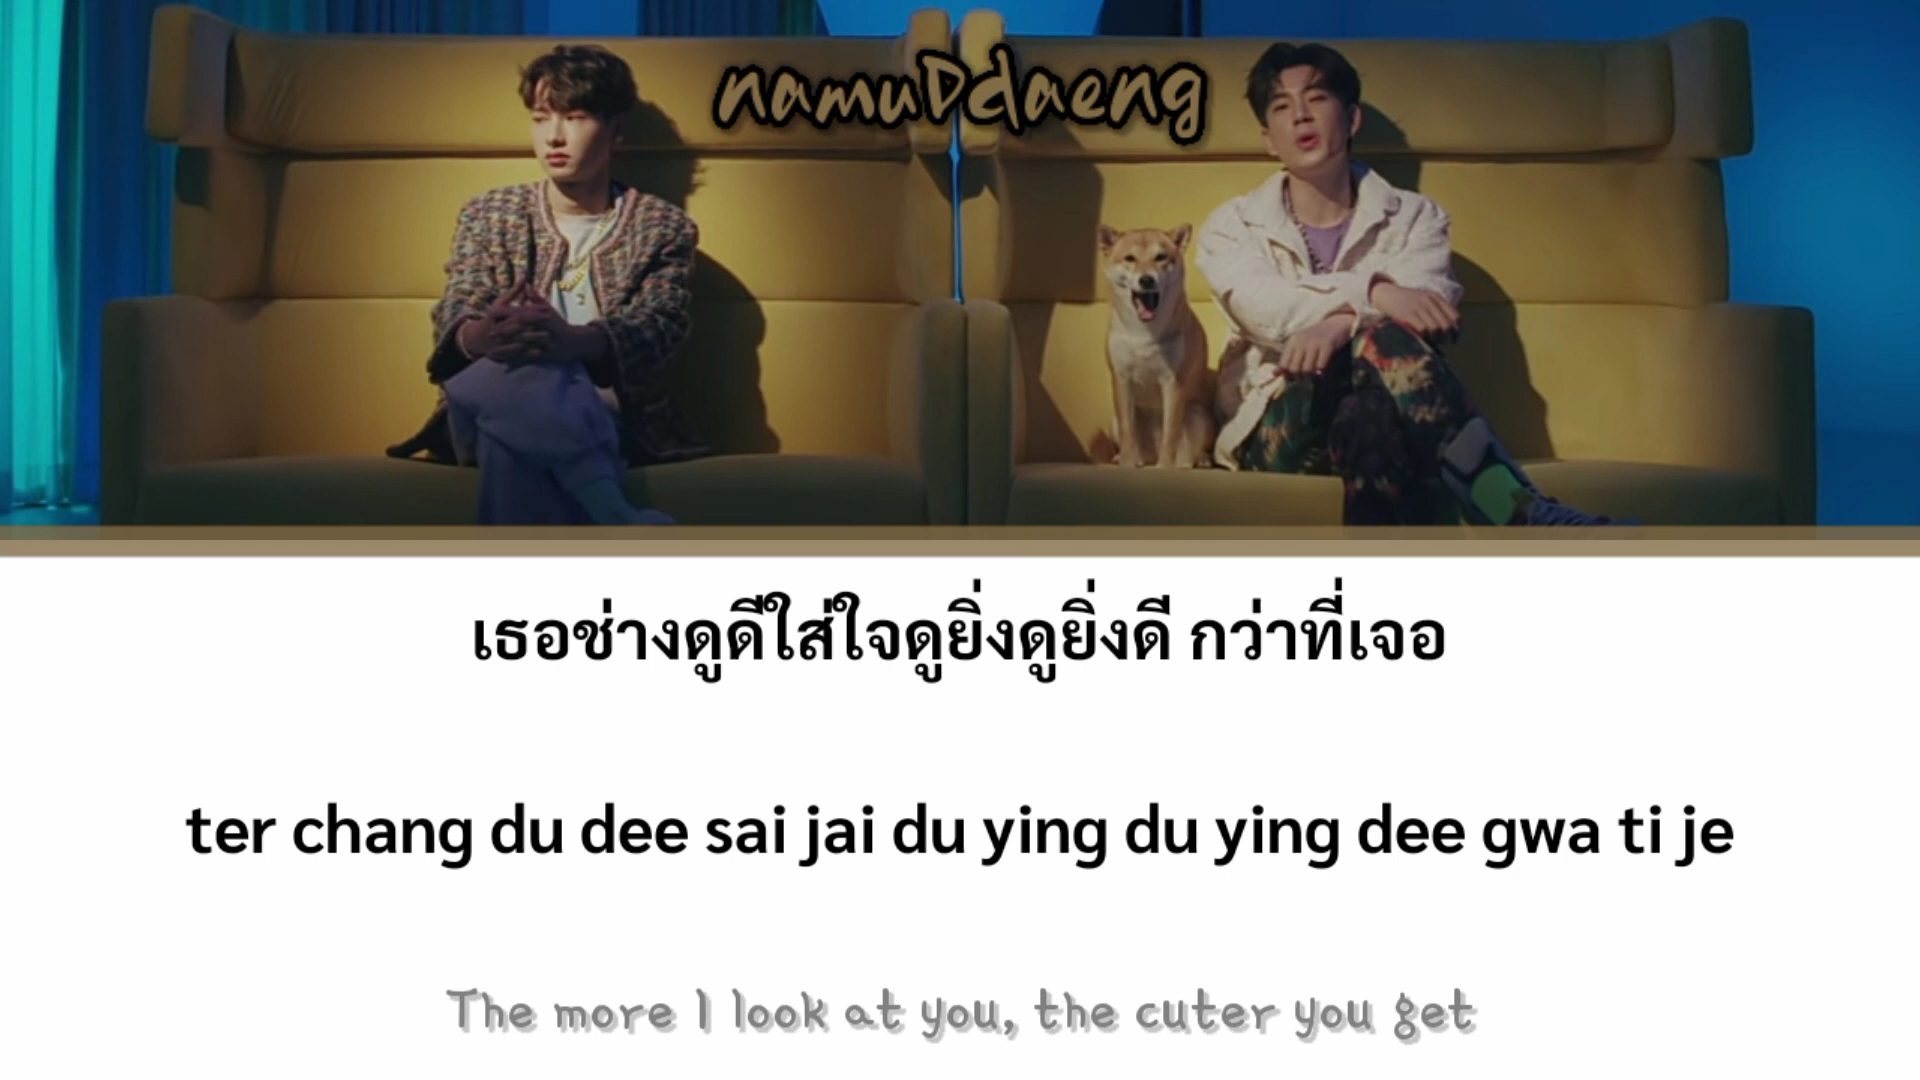 namuDdaeng
เธอช่างดูดีใส่ใจดูยิ่งดูยิ่งดี กว่าที่เจอ
ter chang du dee sai jai du ying du ying dee gwa ti je
The more I look at you, the cuter you get